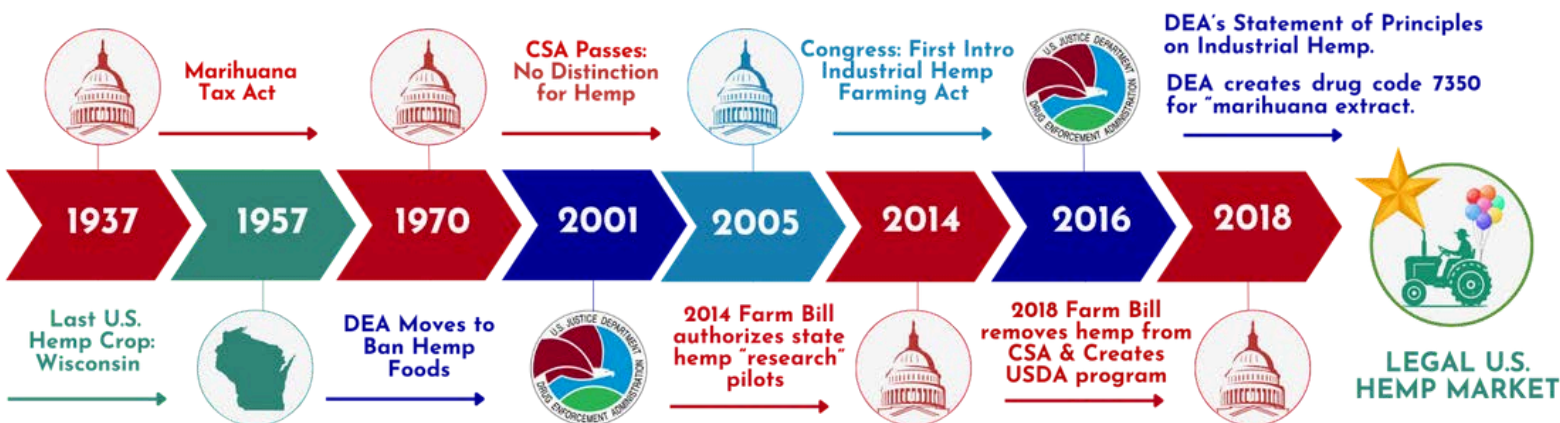 Marihuana
Tax Act
CSA Passes:
No Distinction
for Hemp
Congress: First Intro
Industrial Hemp
Farming Act
U.S. JUSTICE DEPARTMENT
DRUG ENFORCEMENT ADMINISTRATION
DEA's Statement of Principles
on Industrial Hemp.
DEA creates drug code 7350
for "marihuana extract.
1937
1957
1970
2001
2005
2014
2016
2018
Last U.S.
Hemp Crop:
Wisconsin
DEA Moves to
Ban Hemp
Foods
U.S. JUSTICE DEPARTMENT
DRUG ENFORCEMENT ADMINISTRATION
2014 Farm Bill
authorizes state
hemp "research"
pilots
2018 Farm Bill
removes hemp from
CSA & Creates
USDA program
LEGAL U.S.
HEMP MARKET